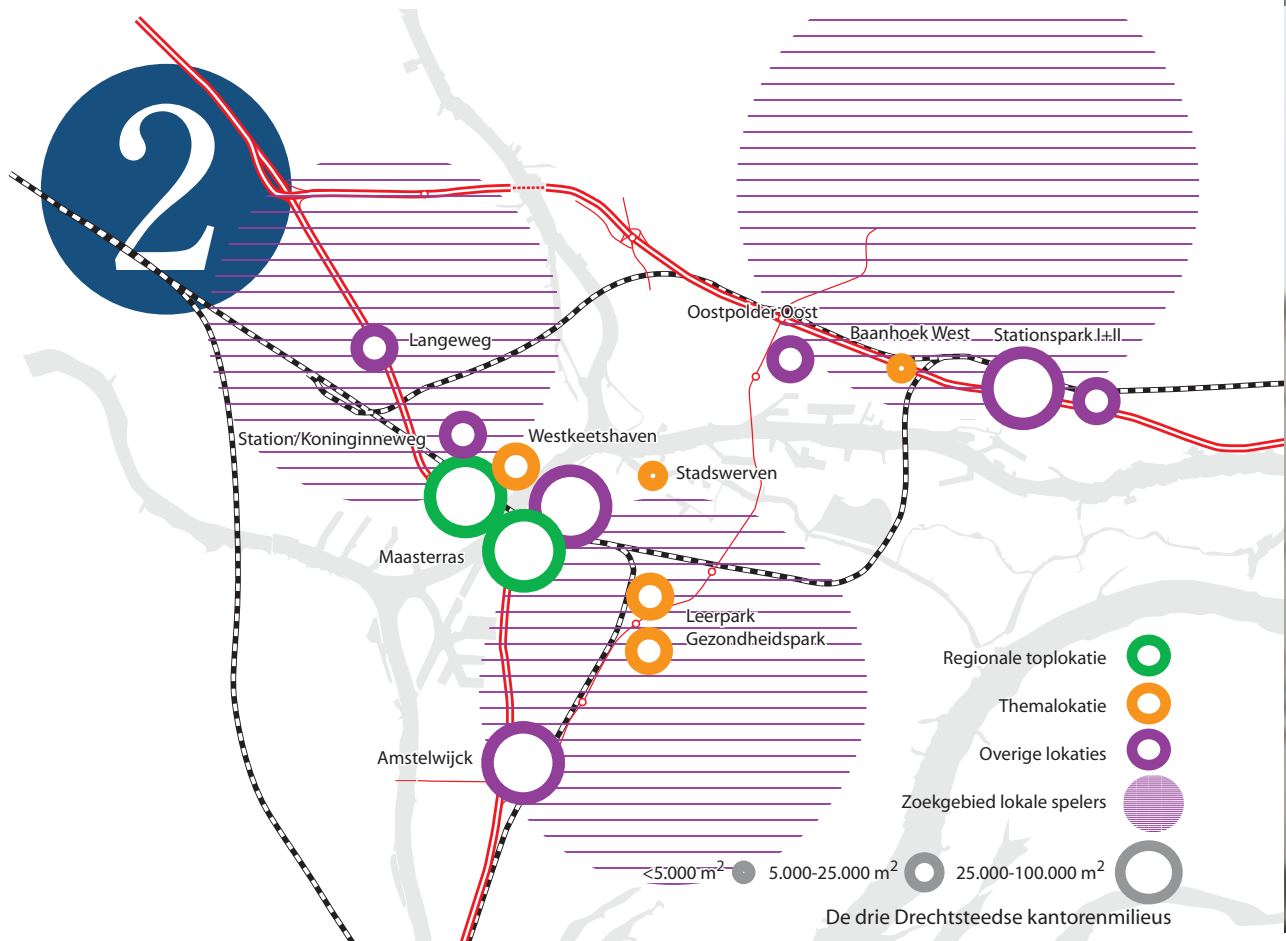 2
Oostpolder Oost
Baanhoek West
Stationspark I+II
Langeweg
Station/Koninginneweg
Westkeetshaven
Stadswerven
Maasterras
Leerpark
Gezondheidspark
Amstelwijck
Regionale toplokatie
Themalokatie
Overige lokaties
Zoekgebied lokale spelers
<5.000 m² 5.000-25.000 m² 25.000-100.000 m²
De drie Drechtsteedse kantorenmilieus